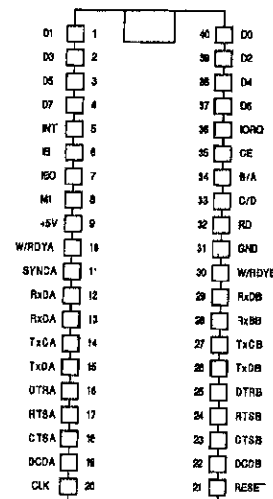 D1 1 40 D0
D3 2 39 D2
D5 3 38 D4
D7 4 37 D6
INT 5 36 IORQ
IEI 6 35 CE
IEO 7 34 B/A
M1 8 33 C/D
+5V 9 32 RD
W/RDYA 10 31 GND
SYNCA 11 30 W/RDYB
RxDA 12 29 RxDB
RxDA 13 28 RxBB
TxCA 14 27 TxCB
TxDA 15 26 TxDB
DTRA 16 25 DTRB
RTSA 17 24 RTSB
CTSA 18 23 CTSB
DCDA 19 22 DCDB
CLK 20 21 RESET